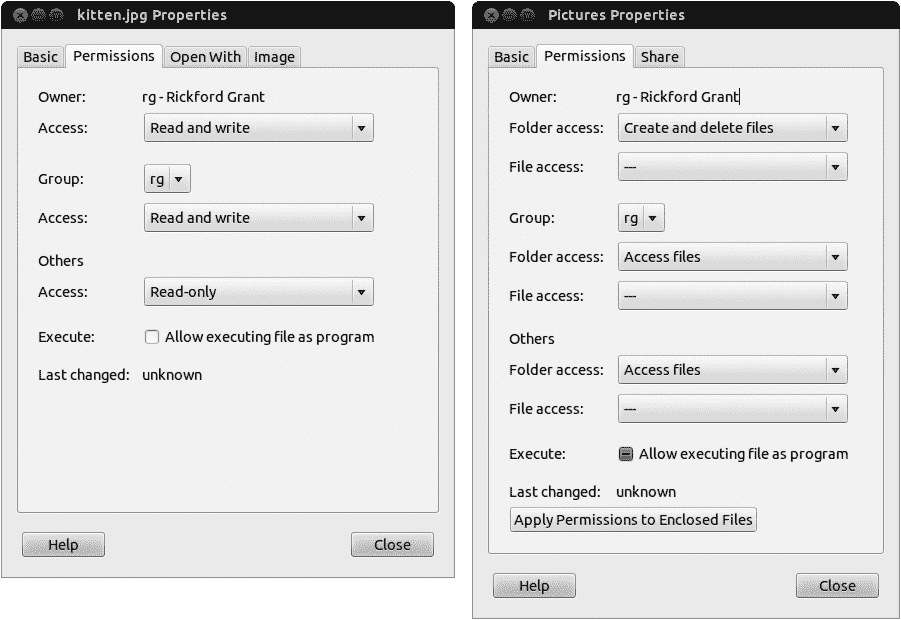 kitten.jpg Properties
Basic Permissions Open With Image
Owner: rg - Rickford Grant
Access: Read and write
Group: rg
Access: Read and write
Others
Access: Read-only
Execute: Allow executing file as program
Last changed: unknown
Help Close
Pictures Properties
Basic Permissions Share
Owner: rg - Rickford Grant
Folder access: Create and delete files
File access: ---
Group: rg
Folder access: Access files
File access: ---
Others
Folder access: Access files
File access: ---
Execute: Allow executing file as program
Last changed: unknown
Apply Permissions to Enclosed Files
Help Close